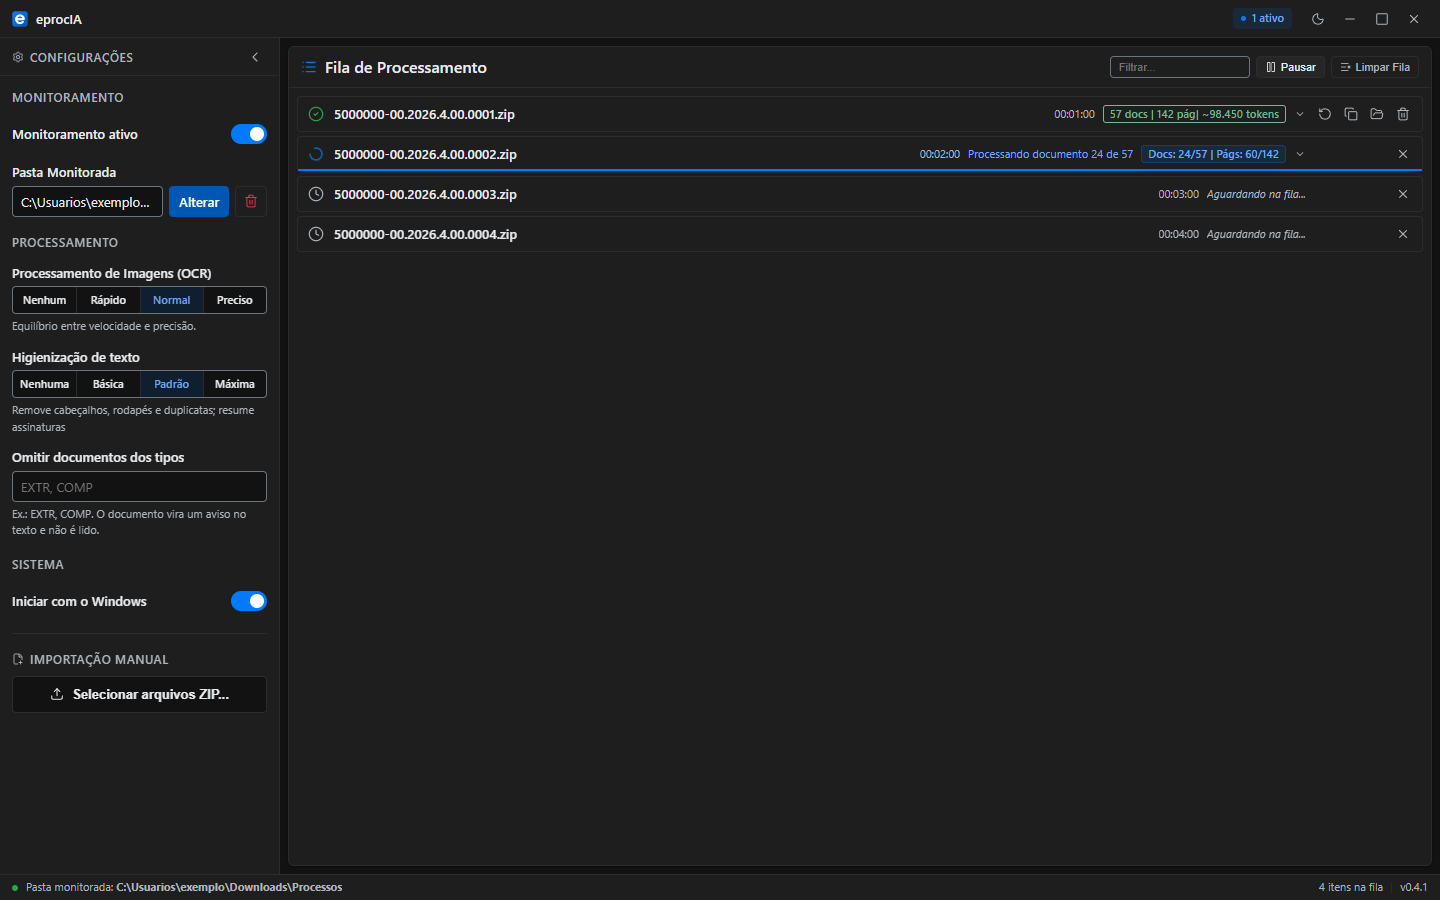 eprocIA
1 ativo
CONFIGURAÇÕES
MONITORAMENTO
Monitoramento ativo
Pasta Monitorada
C:\Usuarios\exemplo...
Alterar
PROCESSAMENTO
Processamento de Imagens (OCR)
Nenhum Rápido Normal Preciso
Equilíbrio entre velocidade e precisão.
Higienização de texto
Nenhuma Básica Padrão Máxima
Remove cabeçalhos, rodapés e duplicatas; resume
assinaturas
Omitir documentos dos tipos
EXTR, COMP
Ex.: EXTR, COMP. O documento vira um aviso no
texto e não é lido.
SISTEMA
Iniciar com o Windows
IMPORTAÇÃO MANUAL
Selecionar arquivos ZIP...
Fila de Processamento
Filtrar...
Pausar
Limpar Fila
5000000-00.2026.4.00.0001.zip 00:01:00 57 docs | 142 pág| ~98.450 tokens
5000000-00.2026.4.00.0002.zip 00:02:00 Processando documento 24 de 57 Docs: 24/57 | Págs: 60/142
5000000-00.2026.4.00.0003.zip 00:03:00 Aguardando na fila...
5000000-00.2026.4.00.0004.zip 00:04:00 Aguardando na fila...
Pasta monitorada: C:\Usuarios\exemplo\Downloads\Processos
4 itens na fila
v0.4.1